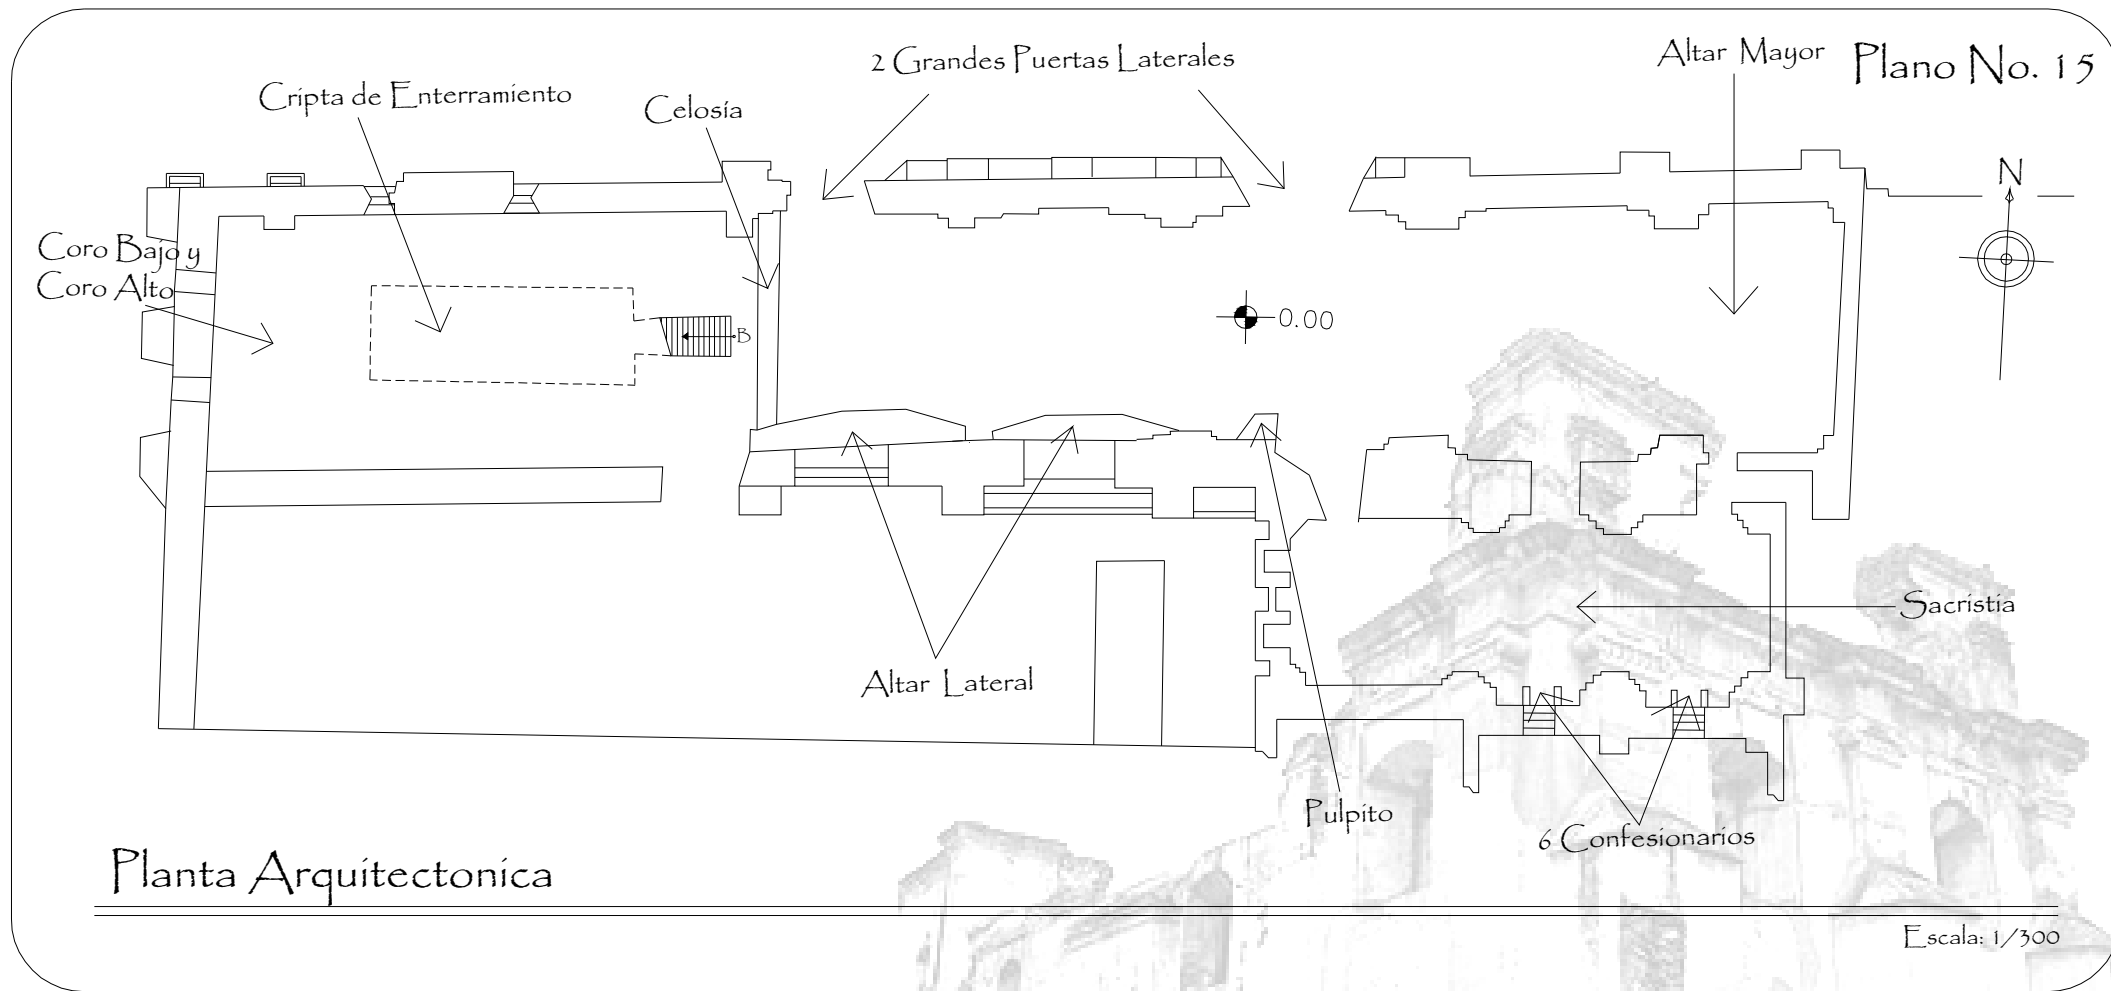 2 Grandes Puertas Laterales
Altar Mayor
Plano No. 15
Cripta de Enterramiento
Celosía
N
Coro Bajo y
Coro Alto
B
0.00
Sacristia
Altar Lateral
Pulpito
6 Confesionarios
Planta Arquitectonica
Escala: 1/300